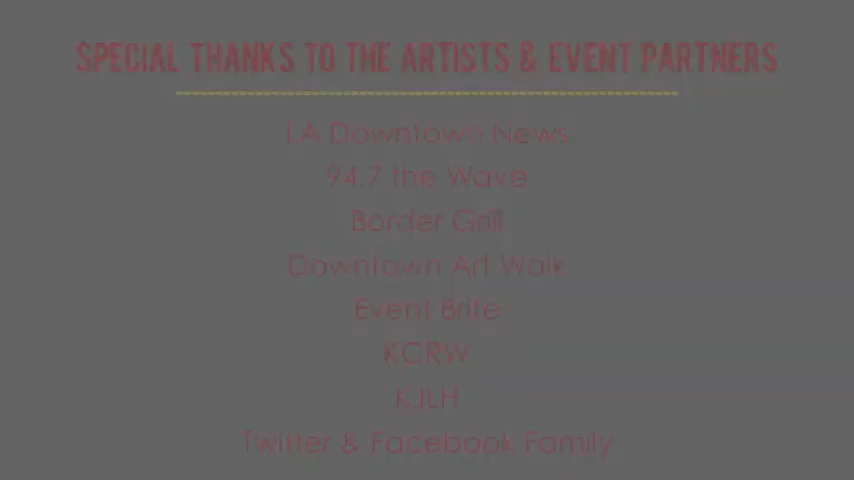 SPECIAL THANKS TO THE ARTISTS & EVENT PARTNERS
LA Downtown News
94.7 the Wave
Border Grill
Downtown Art Walk
Event Brite
KCRW
KJLH
Twitter & Facebook Family